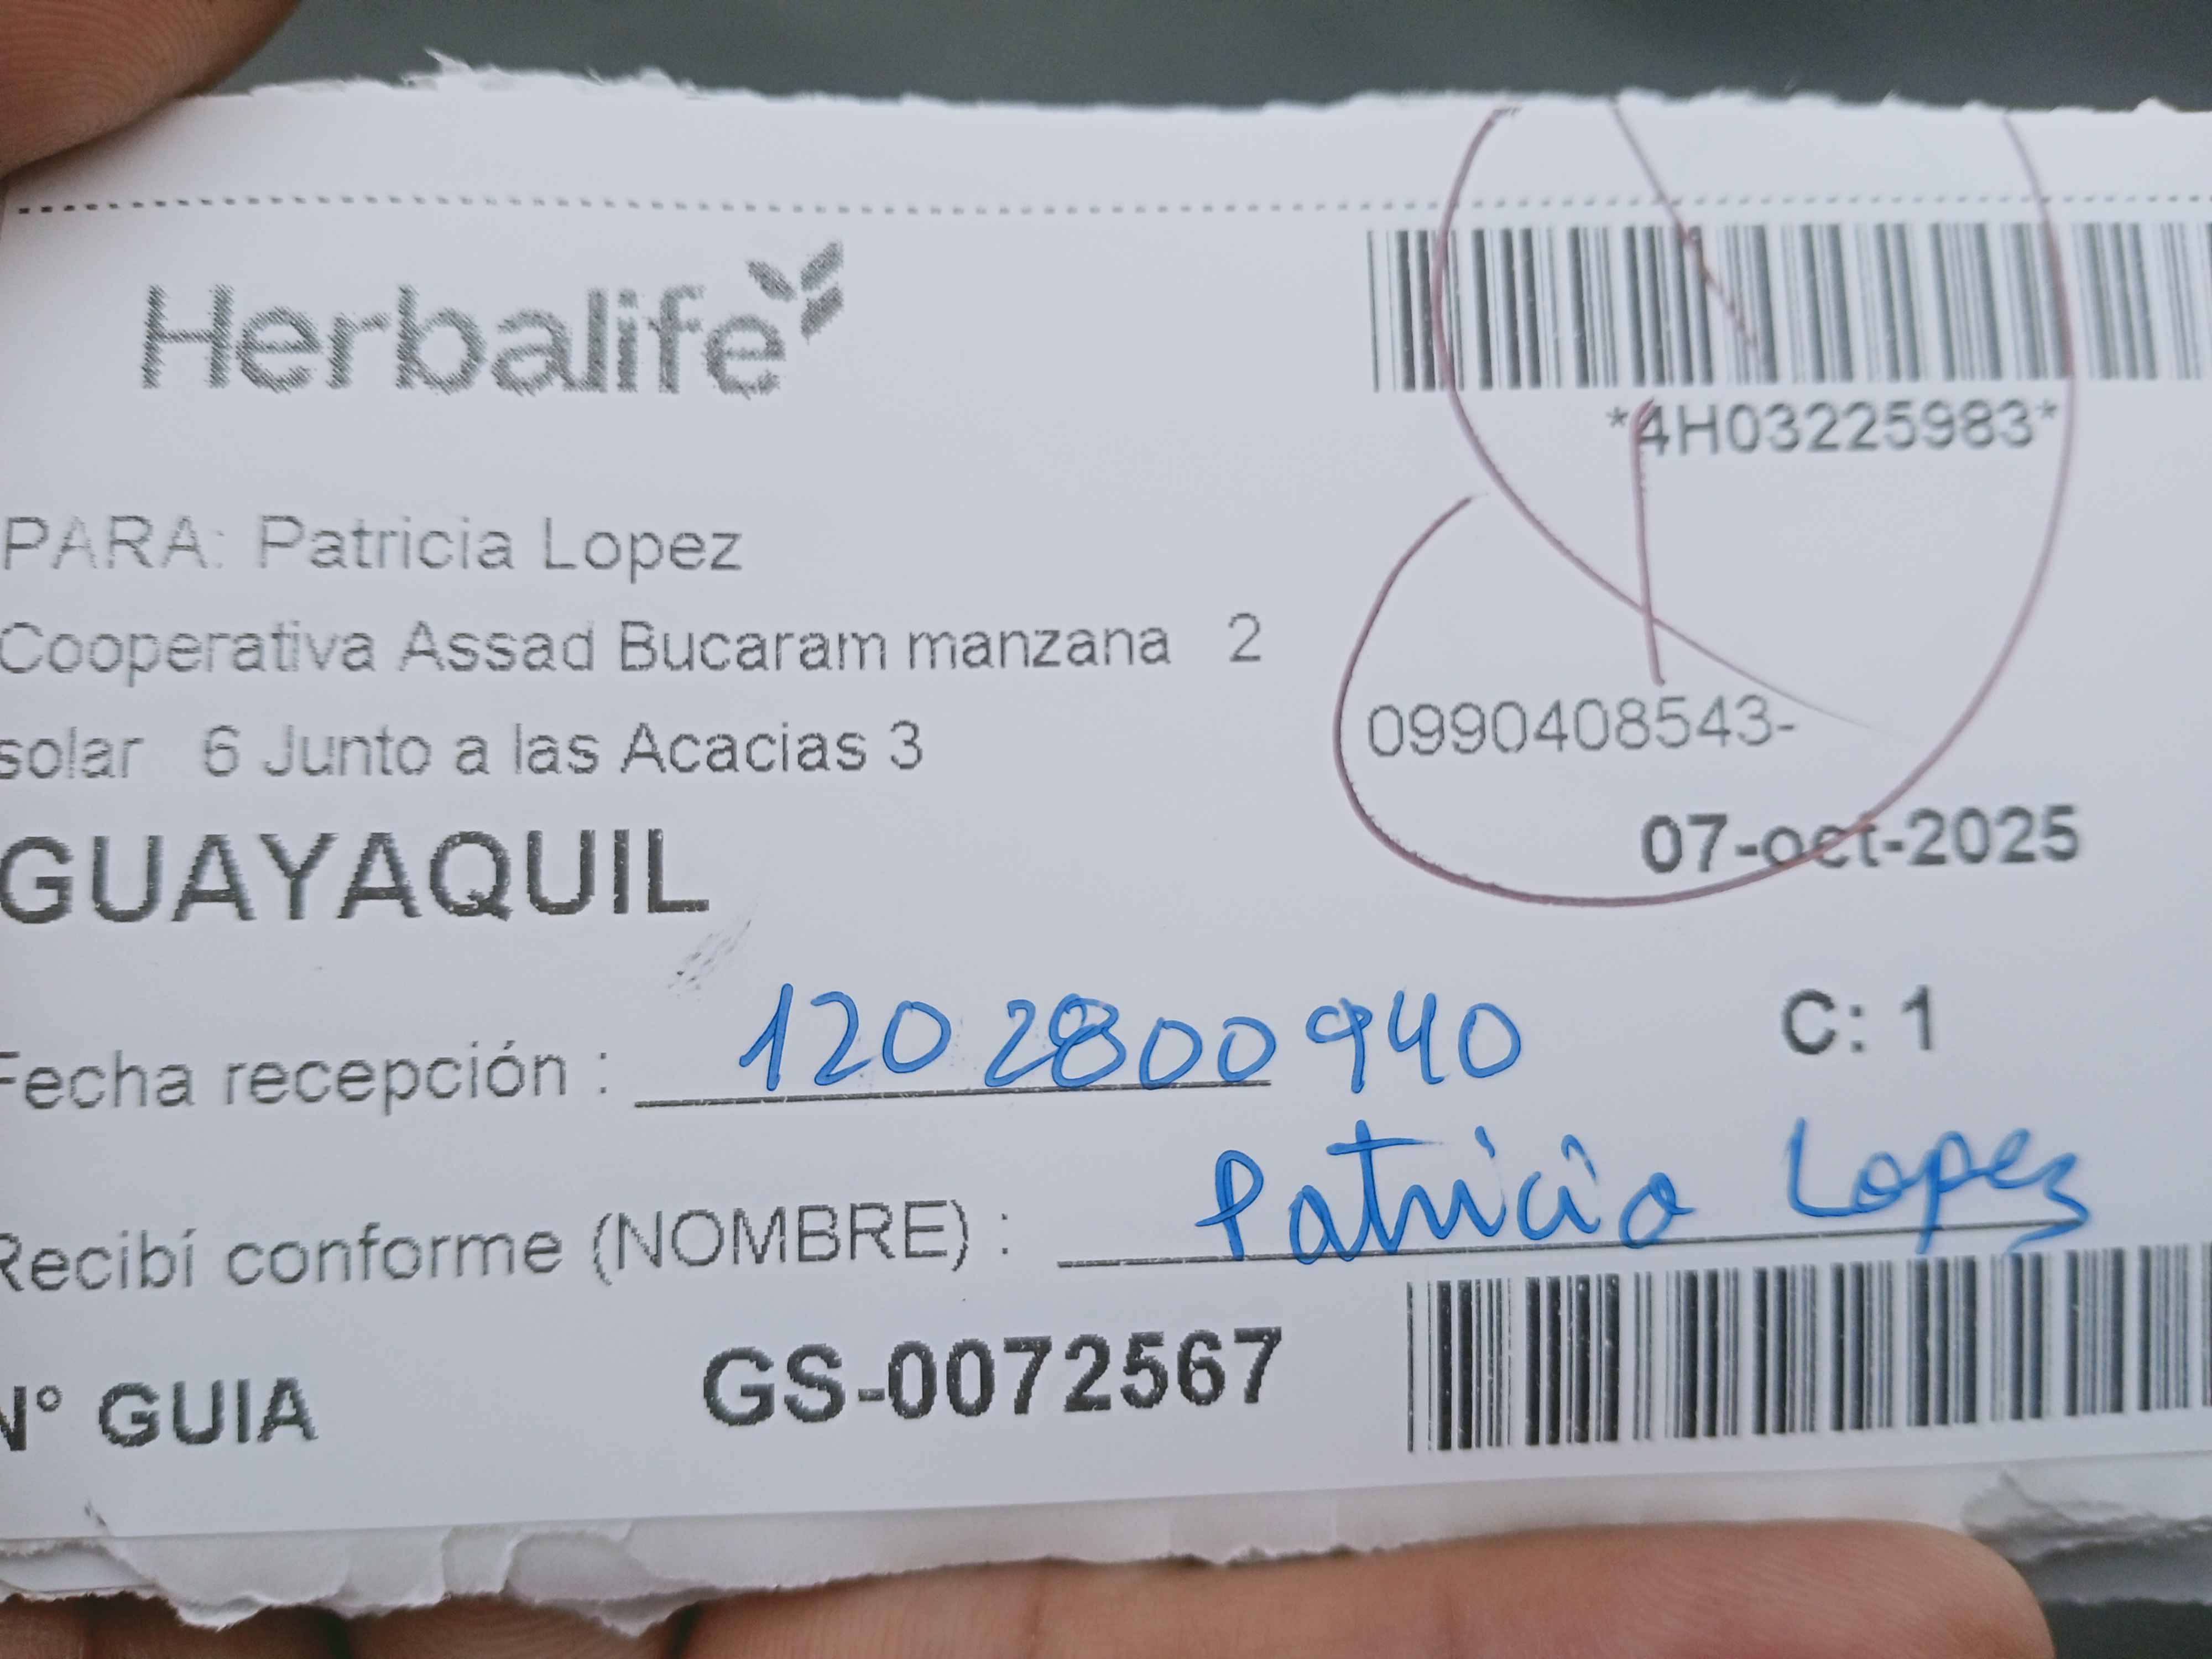 Herbalife
*4H03225983*
PARA: Patricia Lopez
Cooperativa Assad Bucaram manzana 2
solar 6 Junto a las Acacias 3
0990408543-
GUAYAQUIL
07-oct-2025
Fecha recepción : 1202800940
C: 1
Recibí conforme (NOMBRE) : Patricia Lopez
N° GUIA GS-0072567